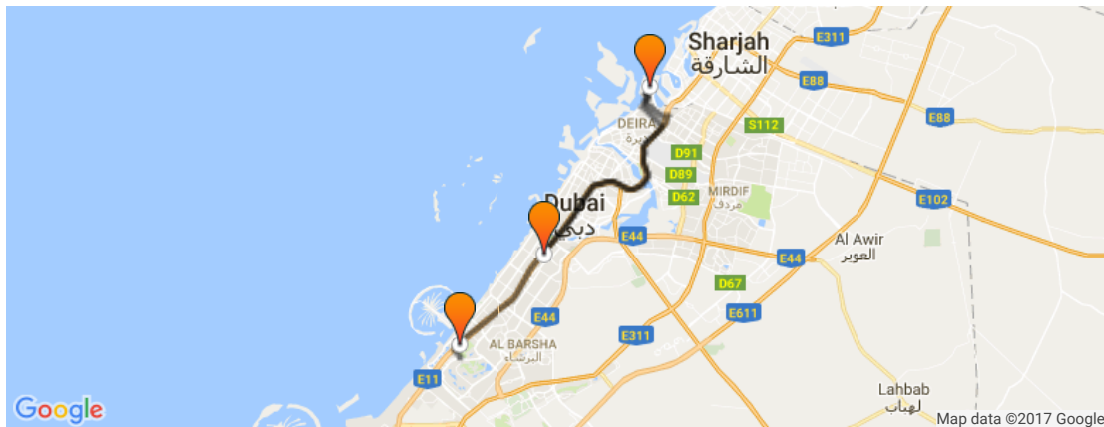 Sharjah
الشارقة
E311
E88
E88
DEIRA
ديرة
S112
D91
D89
D62
MIRDIF
مردف
E102
Dubai
دبي
E44
Al Awir
العوير
E44
D67
E611
E44
E311
AL BARSHA
البرشاء
E11
Lahbab
لهباب
Google
Map data ©2017 Google